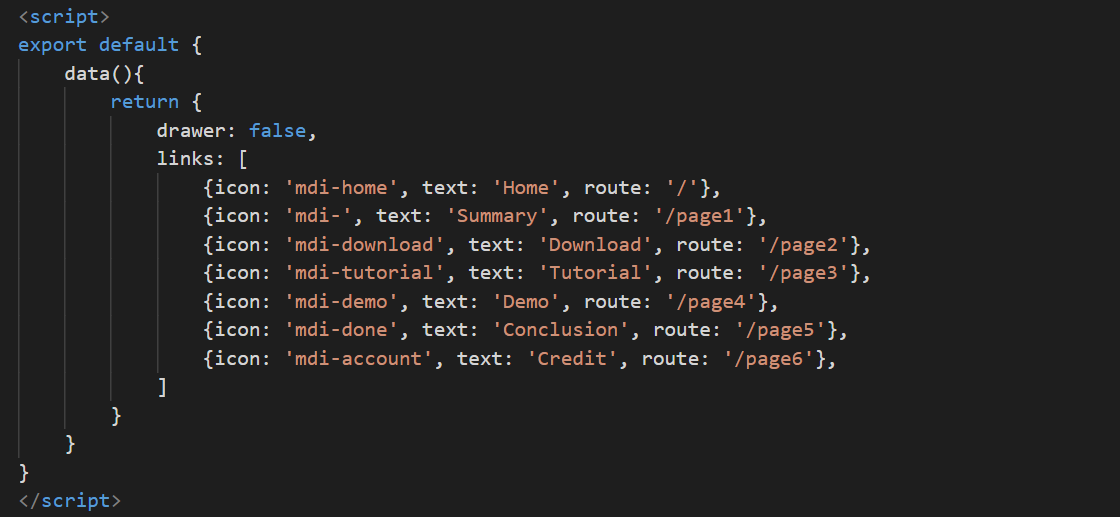 <script>
export default {
    data(){
        return {
            drawer: false,
            links: [
                {icon: 'mdi-home', text: 'Home', route: '/'},
                {icon: 'mdi-', text: 'Summary', route: '/page1'},
                {icon: 'mdi-download', text: 'Download', route: '/page2'},
                {icon: 'mdi-tutorial', text: 'Tutorial', route: '/page3'},
                {icon: 'mdi-demo', text: 'Demo', route: '/page4'},
                {icon: 'mdi-done', text: 'Conclusion', route: '/page5'},
                {icon: 'mdi-account', text: 'Credit', route: '/page6'},
            ]
        }
    }
}
</script>